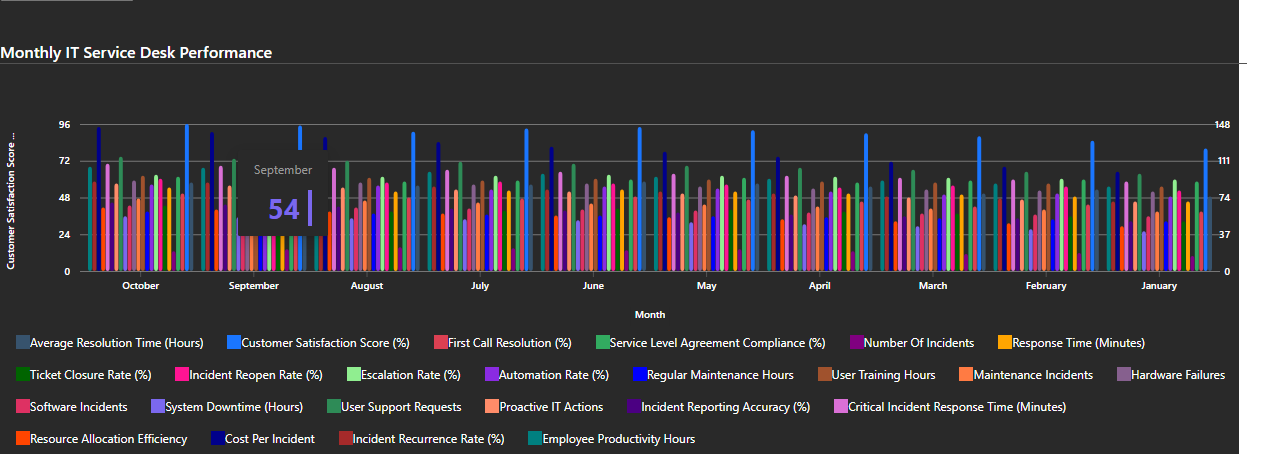 Monthly IT Service Desk Performance
Customer Satisfaction Score ...
96 148
72 111
48 74
24 37
0 0
September
54
October September August July June May April March February January
Month
Average Resolution Time (Hours) Customer Satisfaction Score (%) First Call Resolution (%) Service Level Agreement Compliance (%) Number Of Incidents Response Time (Minutes)
Ticket Closure Rate (%) Incident Reopen Rate (%) Escalation Rate (%) Automation Rate (%) Regular Maintenance Hours User Training Hours Maintenance Incidents Hardware Failures
Software Incidents System Downtime (Hours) User Support Requests Proactive IT Actions Incident Reporting Accuracy (%) Critical Incident Response Time (Minutes)
Resource Allocation Efficiency Cost Per Incident Incident Recurrence Rate (%) Employee Productivity Hours